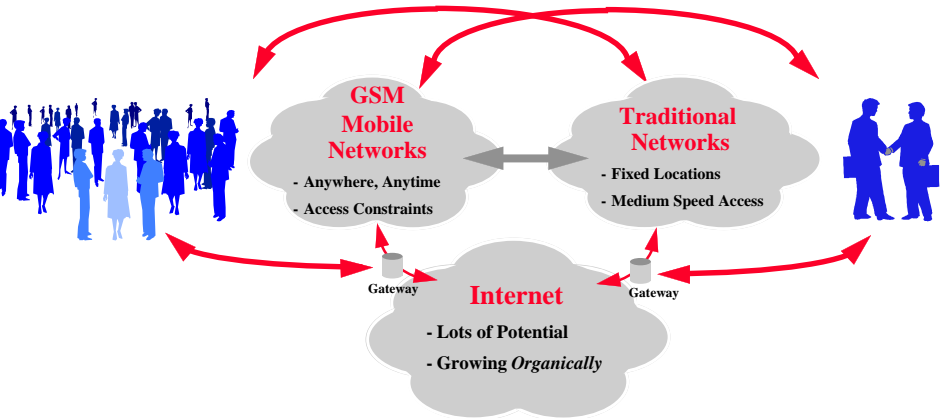 GSM
Mobile
Networks
- Anywhere, Anytime
- Access Constraints
Traditional
Networks
- Fixed Locations
- Medium Speed Access
Gateway
Gateway
Internet
- Lots of Potential
- Growing Organically